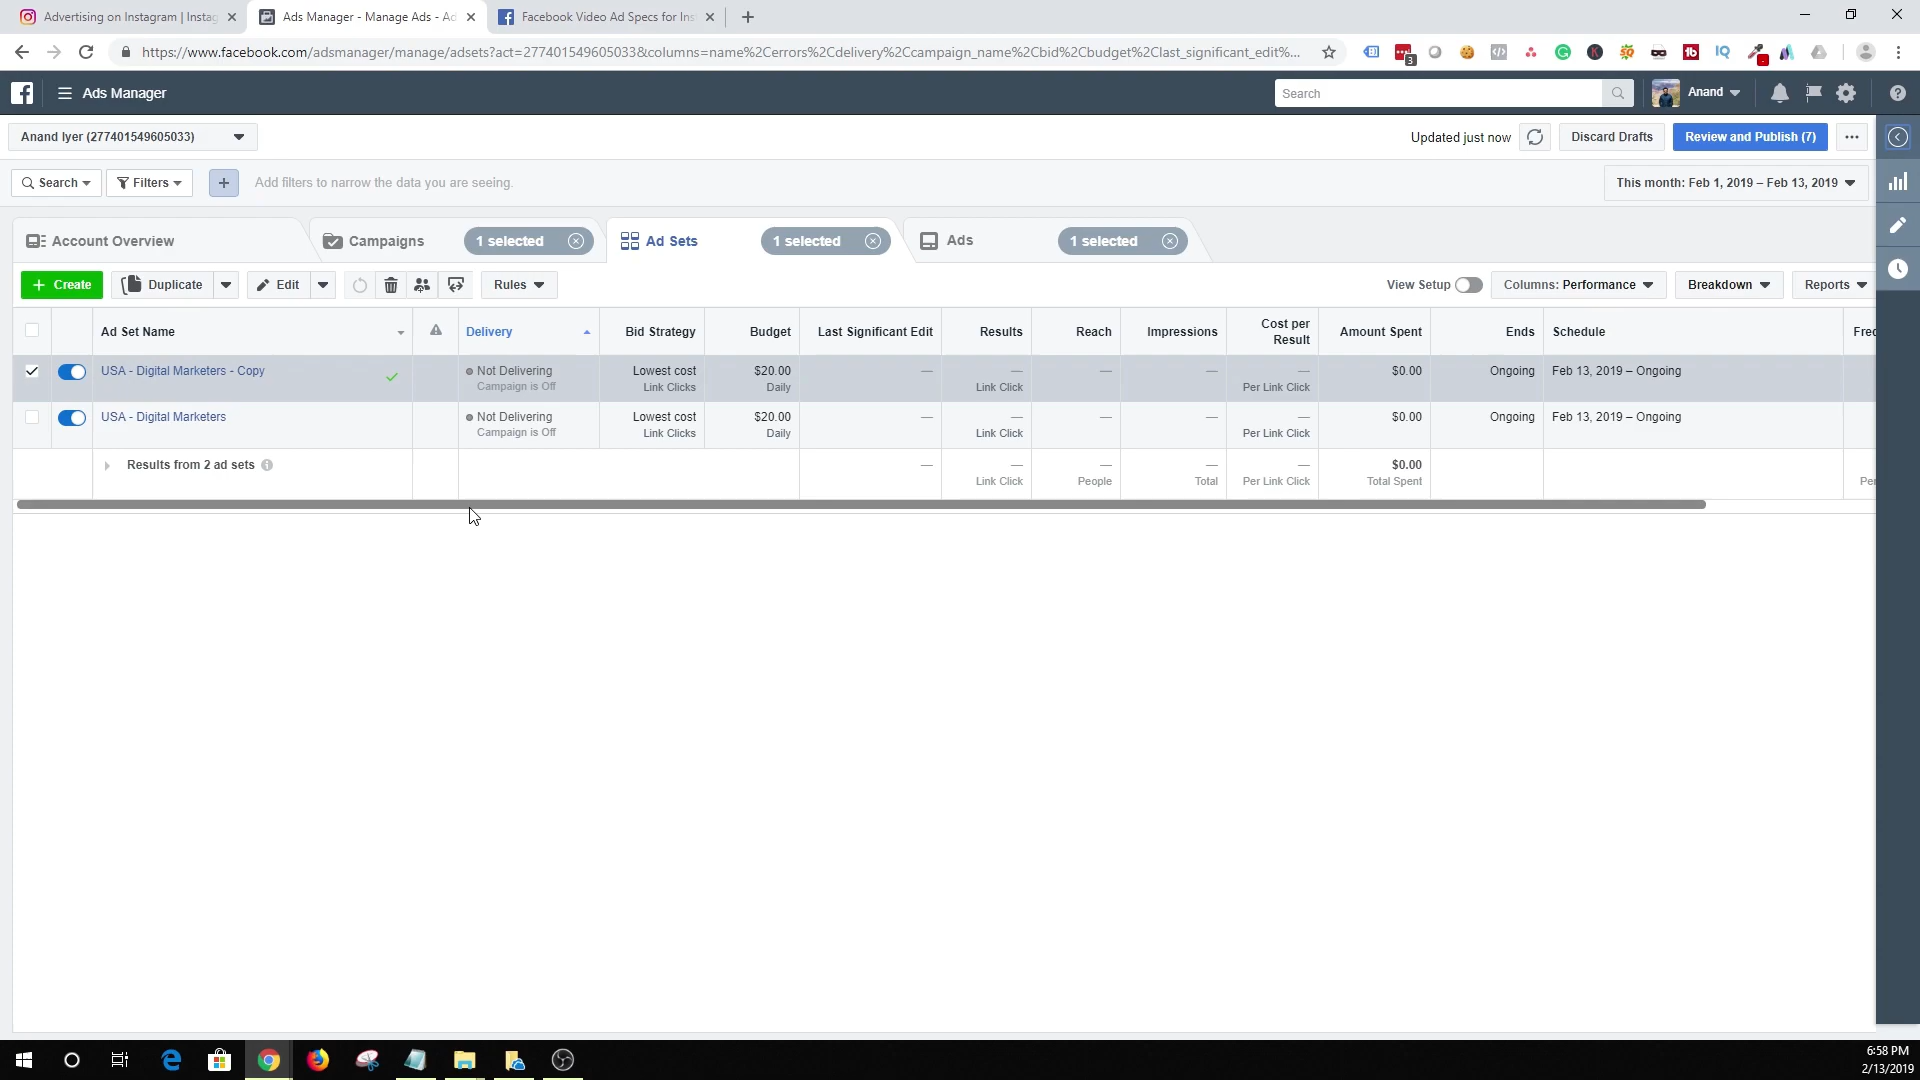 Advertising on Instagram | Instag
Ads Manager - Manage Ads - Ad
Facebook Video Ad Specs for Ins
https://www.facebook.com/adsmanager/manage/adsets?act=277401549605033&columns=name%2Cerrors%2Cdelivery%2Ccampaign_name%2Cbid%2Cbudget%2Clast_significant_edit%...
3
Ads Manager
Search
Anand
Anand Iyer (277401549605033)
Updated just now
Discard Drafts
Review and Publish (7)
Search
Filters
Add filters to narrow the data you are seeing.
This month: Feb 1, 2019 – Feb 13, 2019
Account Overview
Campaigns
1 selected
Ad Sets
1 selected
Ads
1 selected
Create
Duplicate
Edit
Rules
View Setup
Columns: Performance
Breakdown
Reports
Ad Set Name
Delivery
Bid Strategy
Budget
Last Significant Edit
Results
Reach
Impressions
Cost per
Result
Amount Spent
Ends
Schedule
Frec
USA - Digital Marketers - Copy
Not Delivering
Campaign is Off
Lowest cost
Link Clicks
$20.00
Daily
—
—
Link Click
—
—
—
Per Link Click
$0.00
Ongoing
Feb 13, 2019 – Ongoing
USA - Digital Marketers
Not Delivering
Campaign is Off
Lowest cost
Link Clicks
$20.00
Daily
—
—
Link Click
—
—
—
Per Link Click
$0.00
Ongoing
Feb 13, 2019 – Ongoing
Results from 2 ad sets
—
—
Link Click
—
People
—
Total
—
Per Link Click
$0.00
Total Spent
Per
6:58 PM
2/13/2019